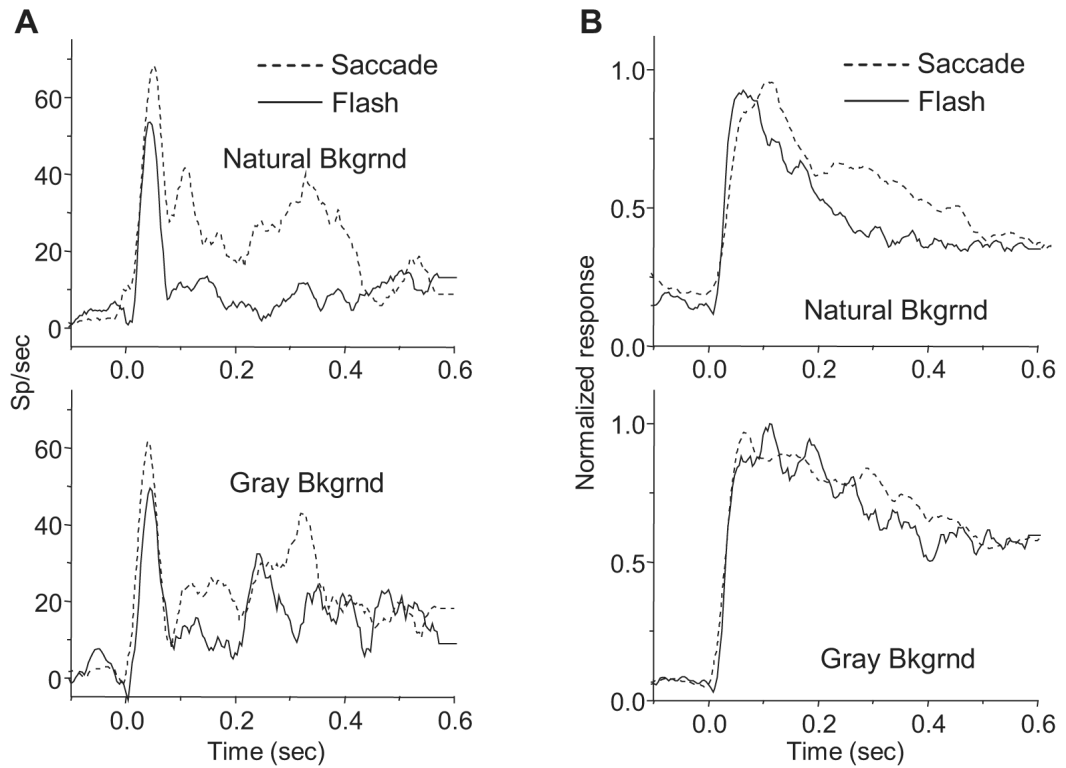 A
B
Saccade
Flash
Natural Bkgrnd
60
40
20
0
0.0 0.2 0.4 0.6
Sp/sec
Gray Bkgrnd
60
40
20
0
0.0 0.2 0.4 0.6
Time (sec)
Saccade
Flash
1.0
0.5
0.0
Natural Bkgrnd
0.0 0.2 0.4 0.6
Normalized response
1.0
0.5
0.0
Gray Bkgrnd
0.0 0.2 0.4 0.6
Time (sec)